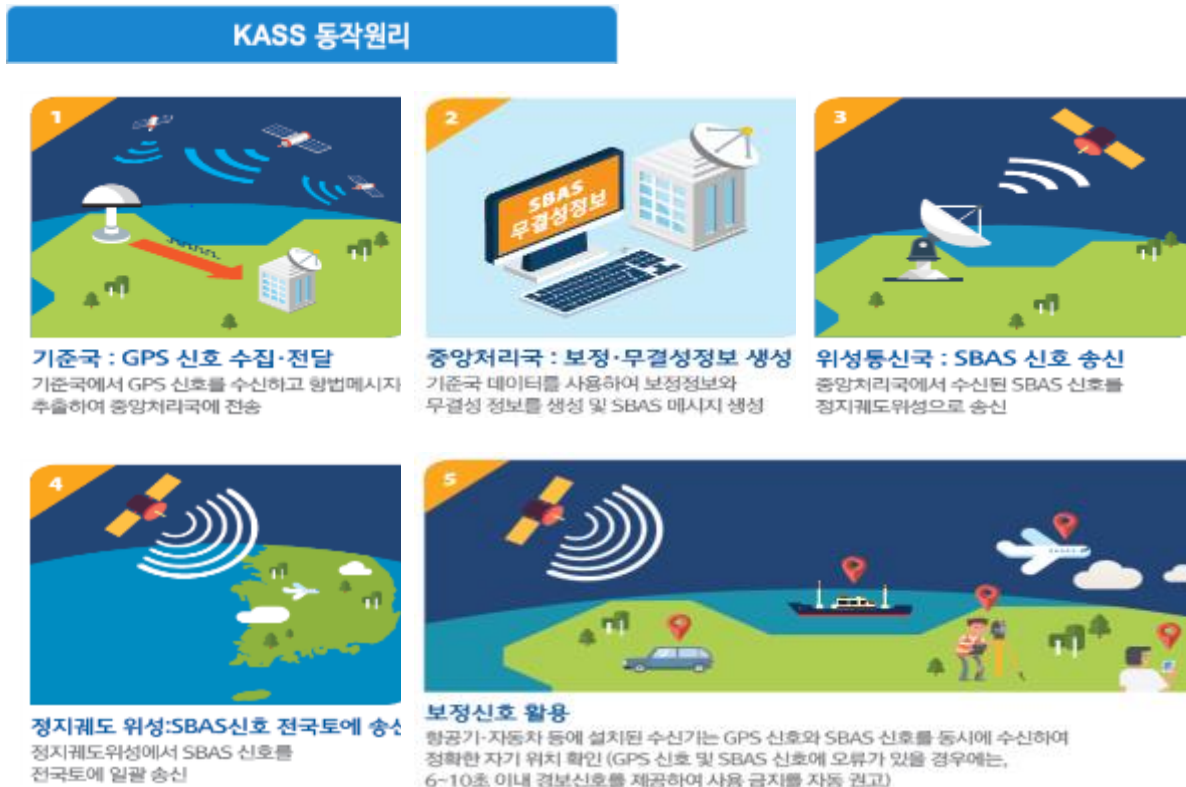 KASS 동작원리
1
기준국 : GPS 신호 수집·전달
기준국에서 GPS 신호를 수신하고 항법메시지
추출하여 중앙처리국에 전송
2
SBAS
무결성정보
중앙처리국 : 보정·무결성정보 생성
기준국 데이터를 사용하여 보정정보와
무결성 정보를 생성 및 SBAS 메시지 생성
3
위성통신국 : SBAS 신호 송신
중앙처리국에서 수신된 SBAS 신호를
정지궤도위성으로 송신
4
정지궤도 위성:SBAS신호 전국토에 송신
정지궤도위성에서 SBAS 신호를
전국토에 일괄 송신
5
보정신호 활용
항공기·자동차 등에 설치된 수신기는 GPS 신호와 SBAS 신호를 동시에 수신하여
정확한 자기 위치 확인 (GPS 신호 및 SBAS 신호에 오류가 있을 경우에는,
6~10초 이내 경보신호를 제공하여 사용 금지를 자동 권고)